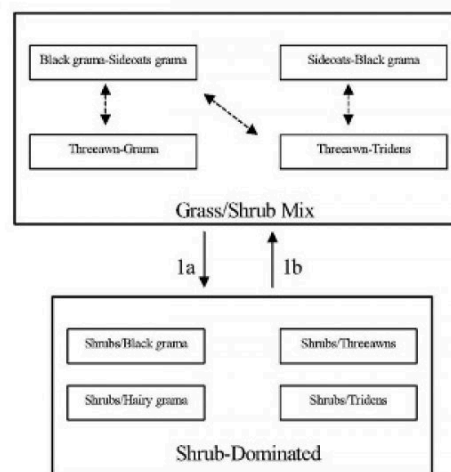 Black grama-Sideoats grama
Sideoats-Black grama
Threeawn-Grama
Threeawn-Tridens
Grass/Shrub Mix
1a
1b
Shrubs/Black grama
Shrubs/Threeawns
Shrubs/Hairy grama
Shrubs/Tridens
Shrub-Dominated